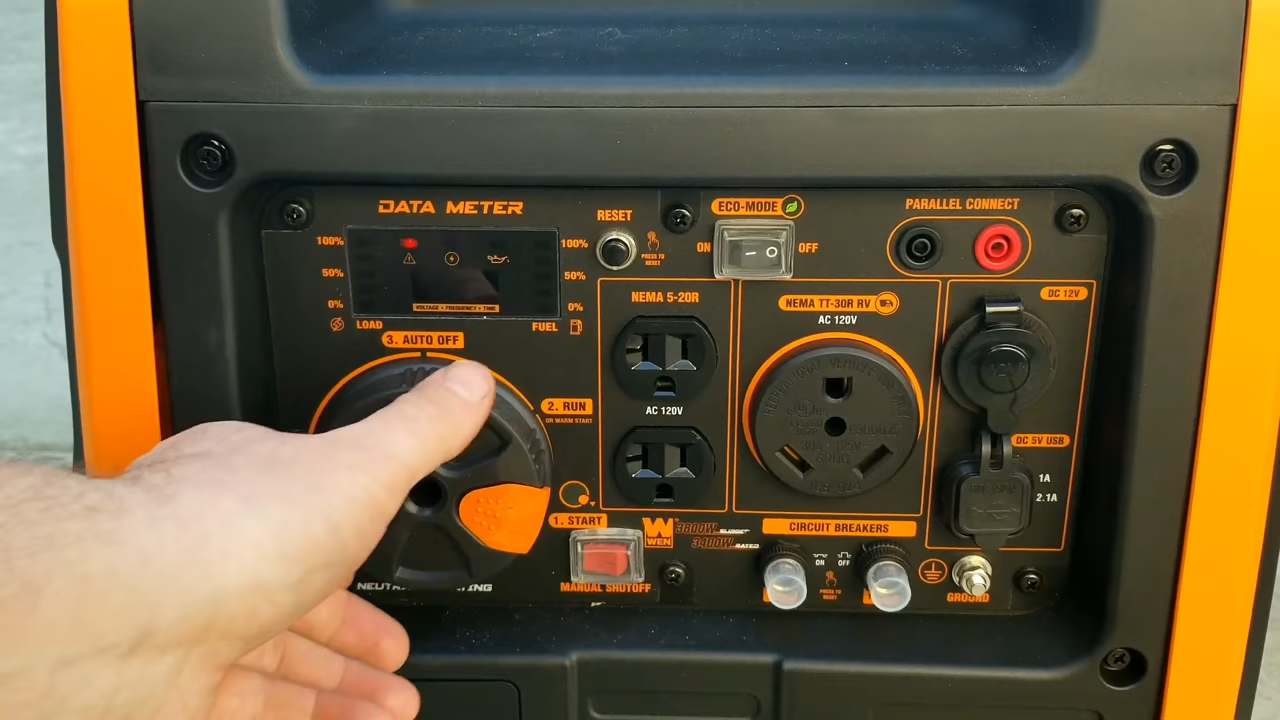 DATA METER
100%
50%
0%
LOAD
VOLTAGE • FREQUENCY • TIME
100%
50%
0%
FUEL
RESET
PRESS TO
RESET
ECO-MODE
ON
OFF
PARALLEL CONNECT
3. AUTO OFF
2. RUN
OR WARM START
1. START
MANUAL SHUTOFF
NEMA 5-20R
AC 120V
NEMA TT-30R RV
AC 120V
DC 12V
12V
DC 5V USB
1A
2.1A
W
WEN
3800W SURGE
3400W RATED
CIRCUIT BREAKERS
ON
OFF
PRESS TO
RESET
GROUND